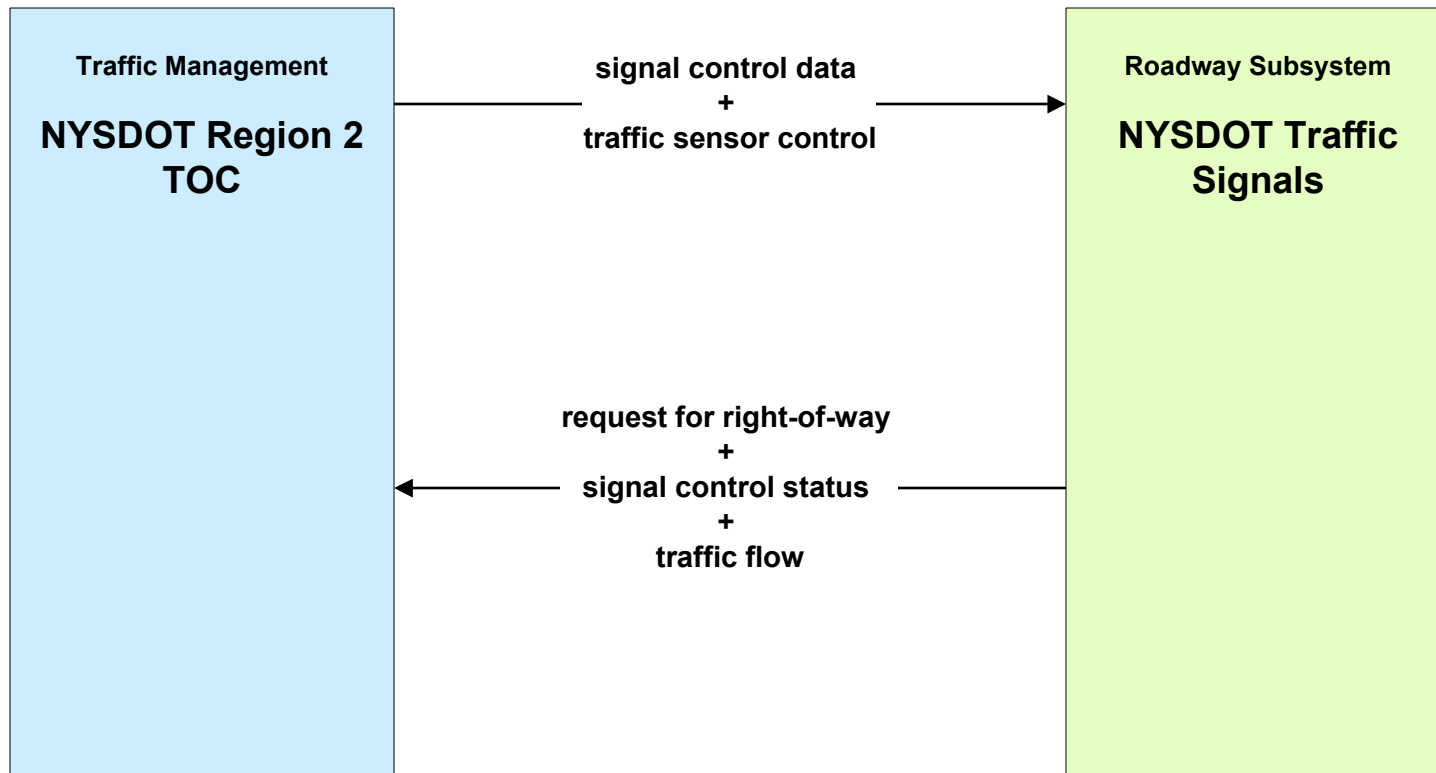 Traffic Management
NYSDOT Region 2
TOC
signal control data
+
traffic sensor control
Roadway Subsystem
NYSDOT Traffic
Signals
request for right-of-way
+
signal control status
+
traffic flow